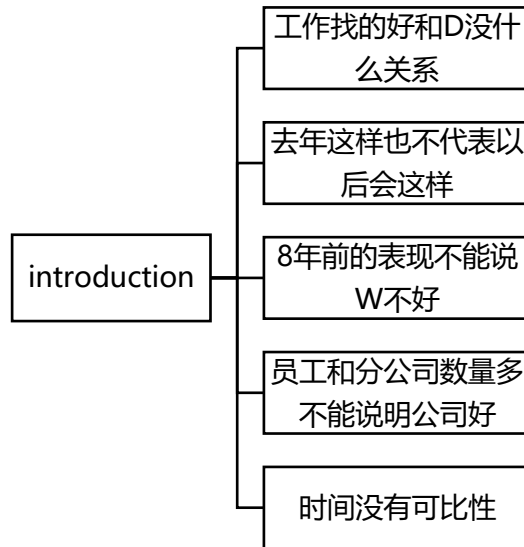 工作找的好和D没什
么关系
去年这样也不代表以
后会这样
introduction
8年前的表现不能说
W不好
员工和分公司数量多
不能说明公司好
时间没有可比性